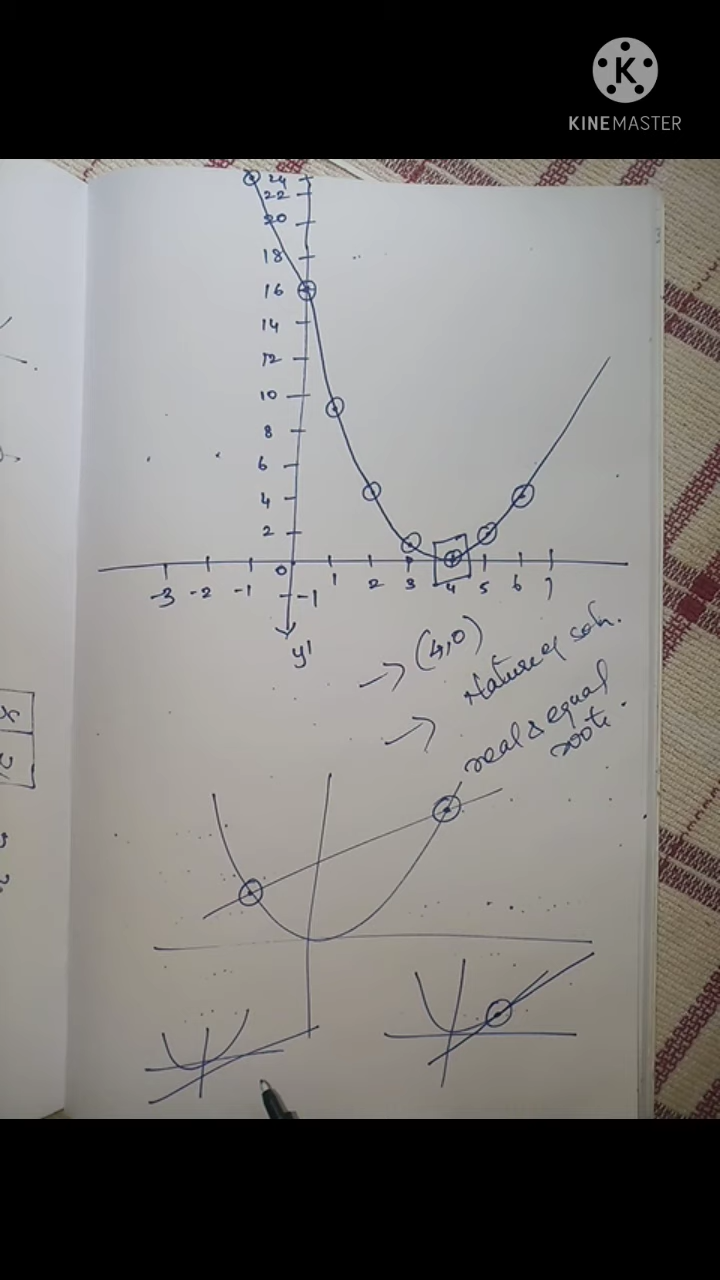 K
KINEMASTER
24
22
20
18
16
14
12
10
8
6
4
2
0
-3 -2 -1 1 2 3 4 5 6 7
-1
y'
→ (4,0)
Nature of soln.
→ real & equal
roots.